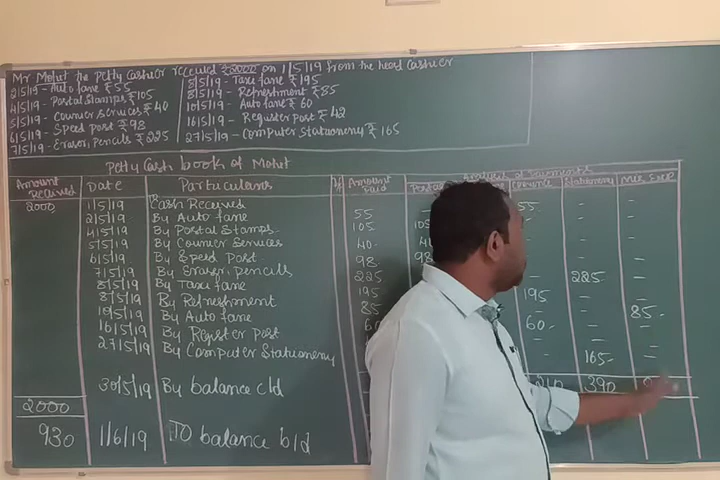 Mr Mohit the petty cashier received ₹2000 on 1/5/19 from the head cashier
2/5/19 - Auto fare ₹55
4/5/19 - Postal Stamps ₹105
5/5/19 - Courier services ₹40
6/5/19 - Speed Post ₹98
7/5/19 - Eraser, Pencils ₹225
8/5/19 - Taxi fare ₹195
8/5/19 - Refreshment ₹85
10/5/19 - Auto fare ₹60
16/5/19 - Register Post ₹42
27/5/19 - Computer Stationery ₹165
Petty Cash book of Mohit
Amount received Date Particulars Amount Paid Analysis of Payments
Stationery
2000 1/5/19 Cash Received
2/5/19 By Auto fare 55 - 55 - -
4/5/19 By Postal Stamps 105 105 - -
5/5/19 By Courier Services 40 - -
6/5/19 By Speed Post 98 98 - -
7/5/19 By Eraser, Pencils 225 - 225 -
8/5/19 By Taxi fare 195 195 - -
8/5/19 By Refreshment 85 - 85
10/5/19 By Auto fare 60 - - -
16/5/19 By Register Post - - -
27/5/19 By Computer Stationery - 165 -
30/5/19 By balance c/d 390
2000
930 1/6/19 TO balance b/d